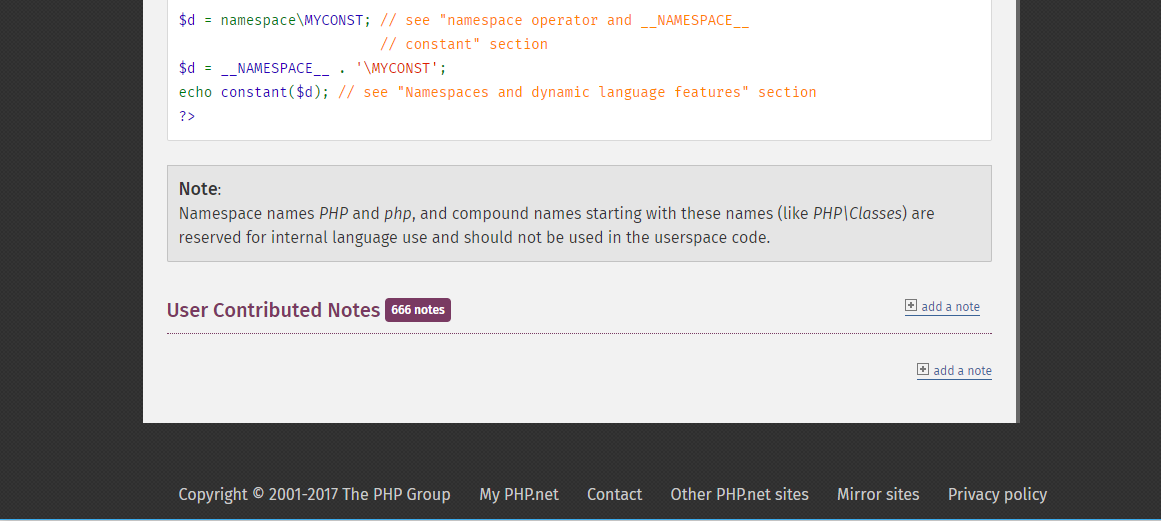 $d = namespace\MYCONST; // see "namespace operator and __NAMESPACE__
// constant" section
$d = __NAMESPACE__ . '\MYCONST';
echo constant($d); // see "Namespaces and dynamic language features" section
?>
Note:
Namespace names PHP and php, and compound names starting with these names (like PHP\Classes) are
reserved for internal language use and should not be used in the userspace code.
User Contributed Notes 666 notes
add a note
add a note
Copyright © 2001-2017 The PHP Group My PHP.net Contact Other PHP.net sites Mirror sites Privacy policy